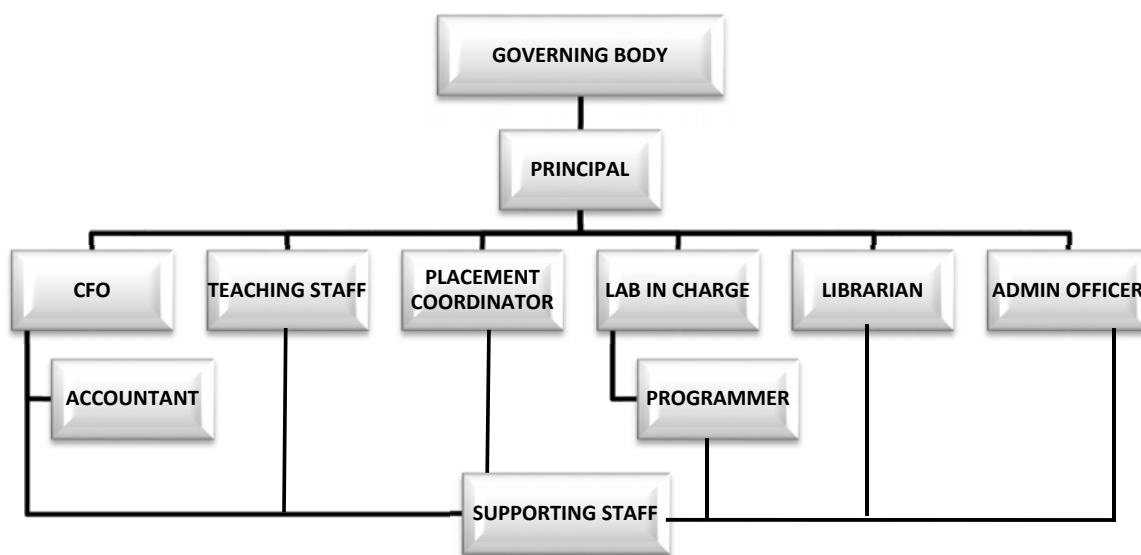 GOVERNING BODY
PRINCIPAL
CFO
TEACHING STAFF
PLACEMENT
COORDINATOR
LAB IN CHARGE
LIBRARIAN
ADMIN OFFICER
ACCOUNTANT
PROGRAMMER
SUPPORTING STAFF